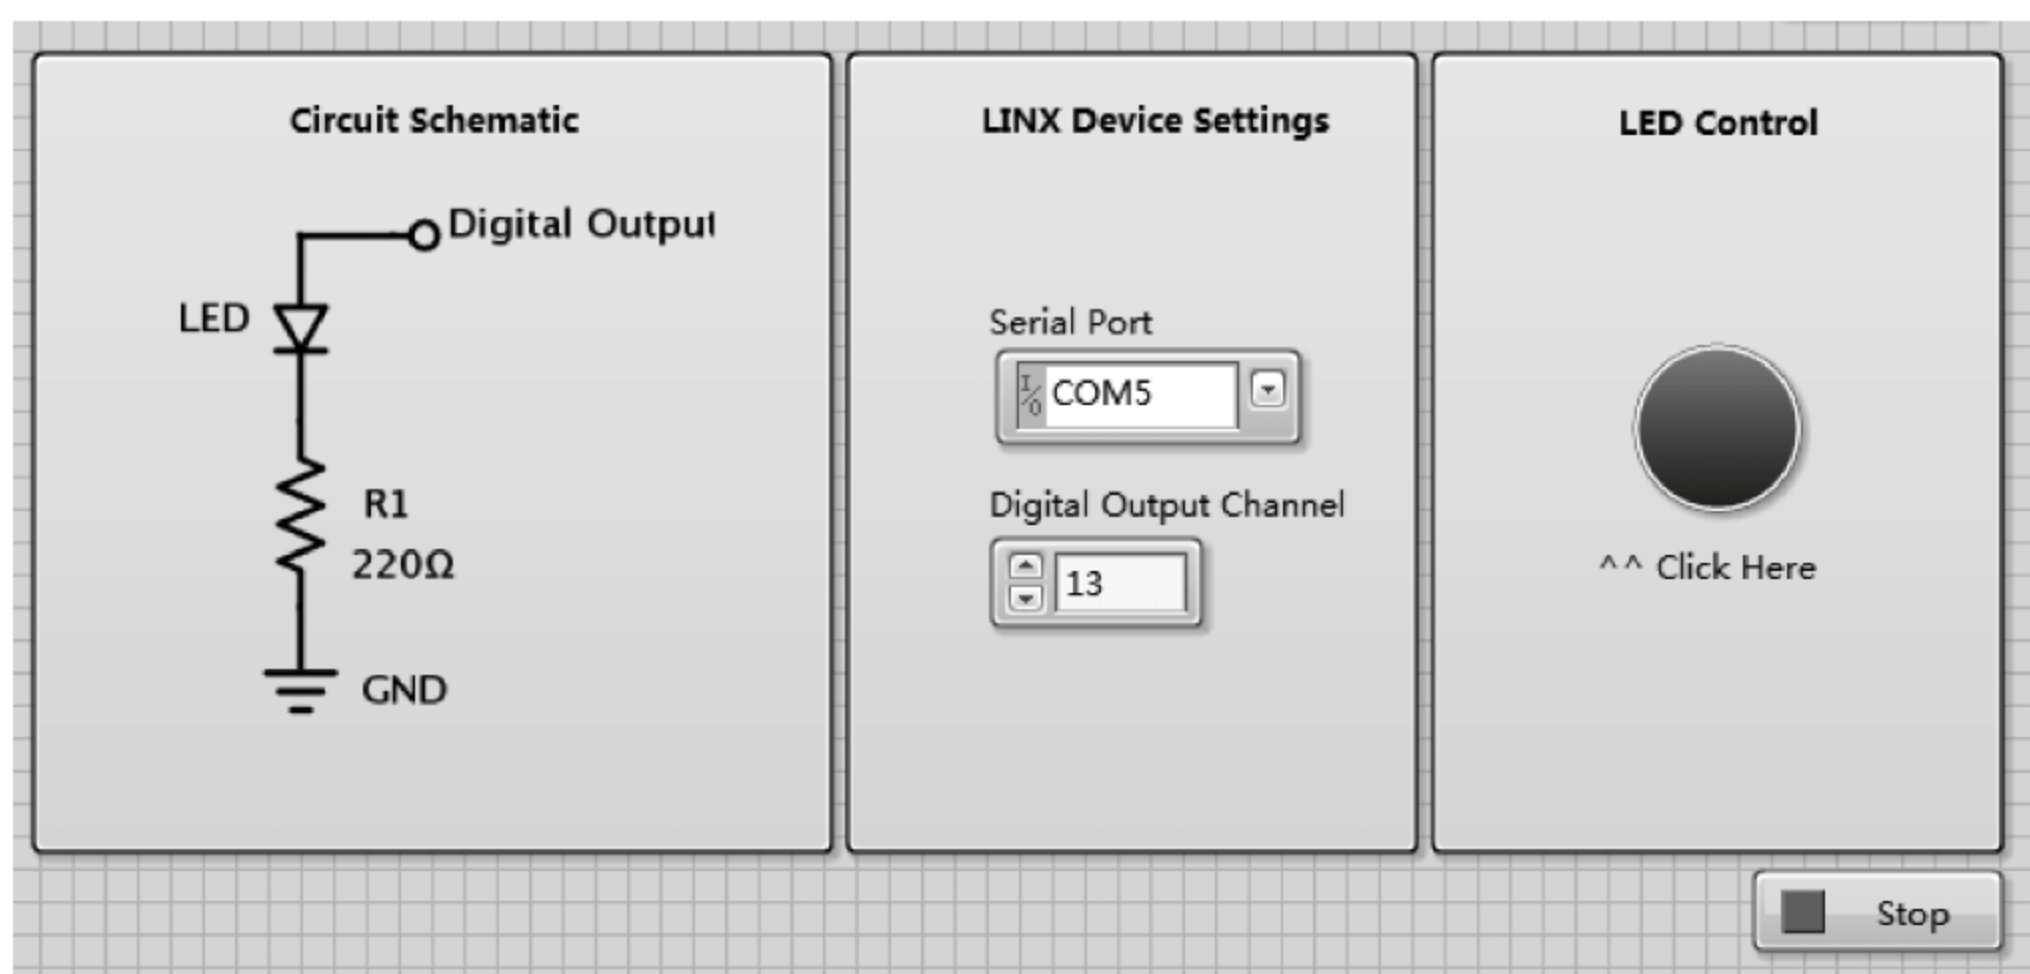 Circuit Schematic
Digital Output
LED
R1
220Ω
GND
LINX Device Settings
Serial Port
I/O COM5
Digital Output Channel
13
LED Control
^^ Click Here
Stop